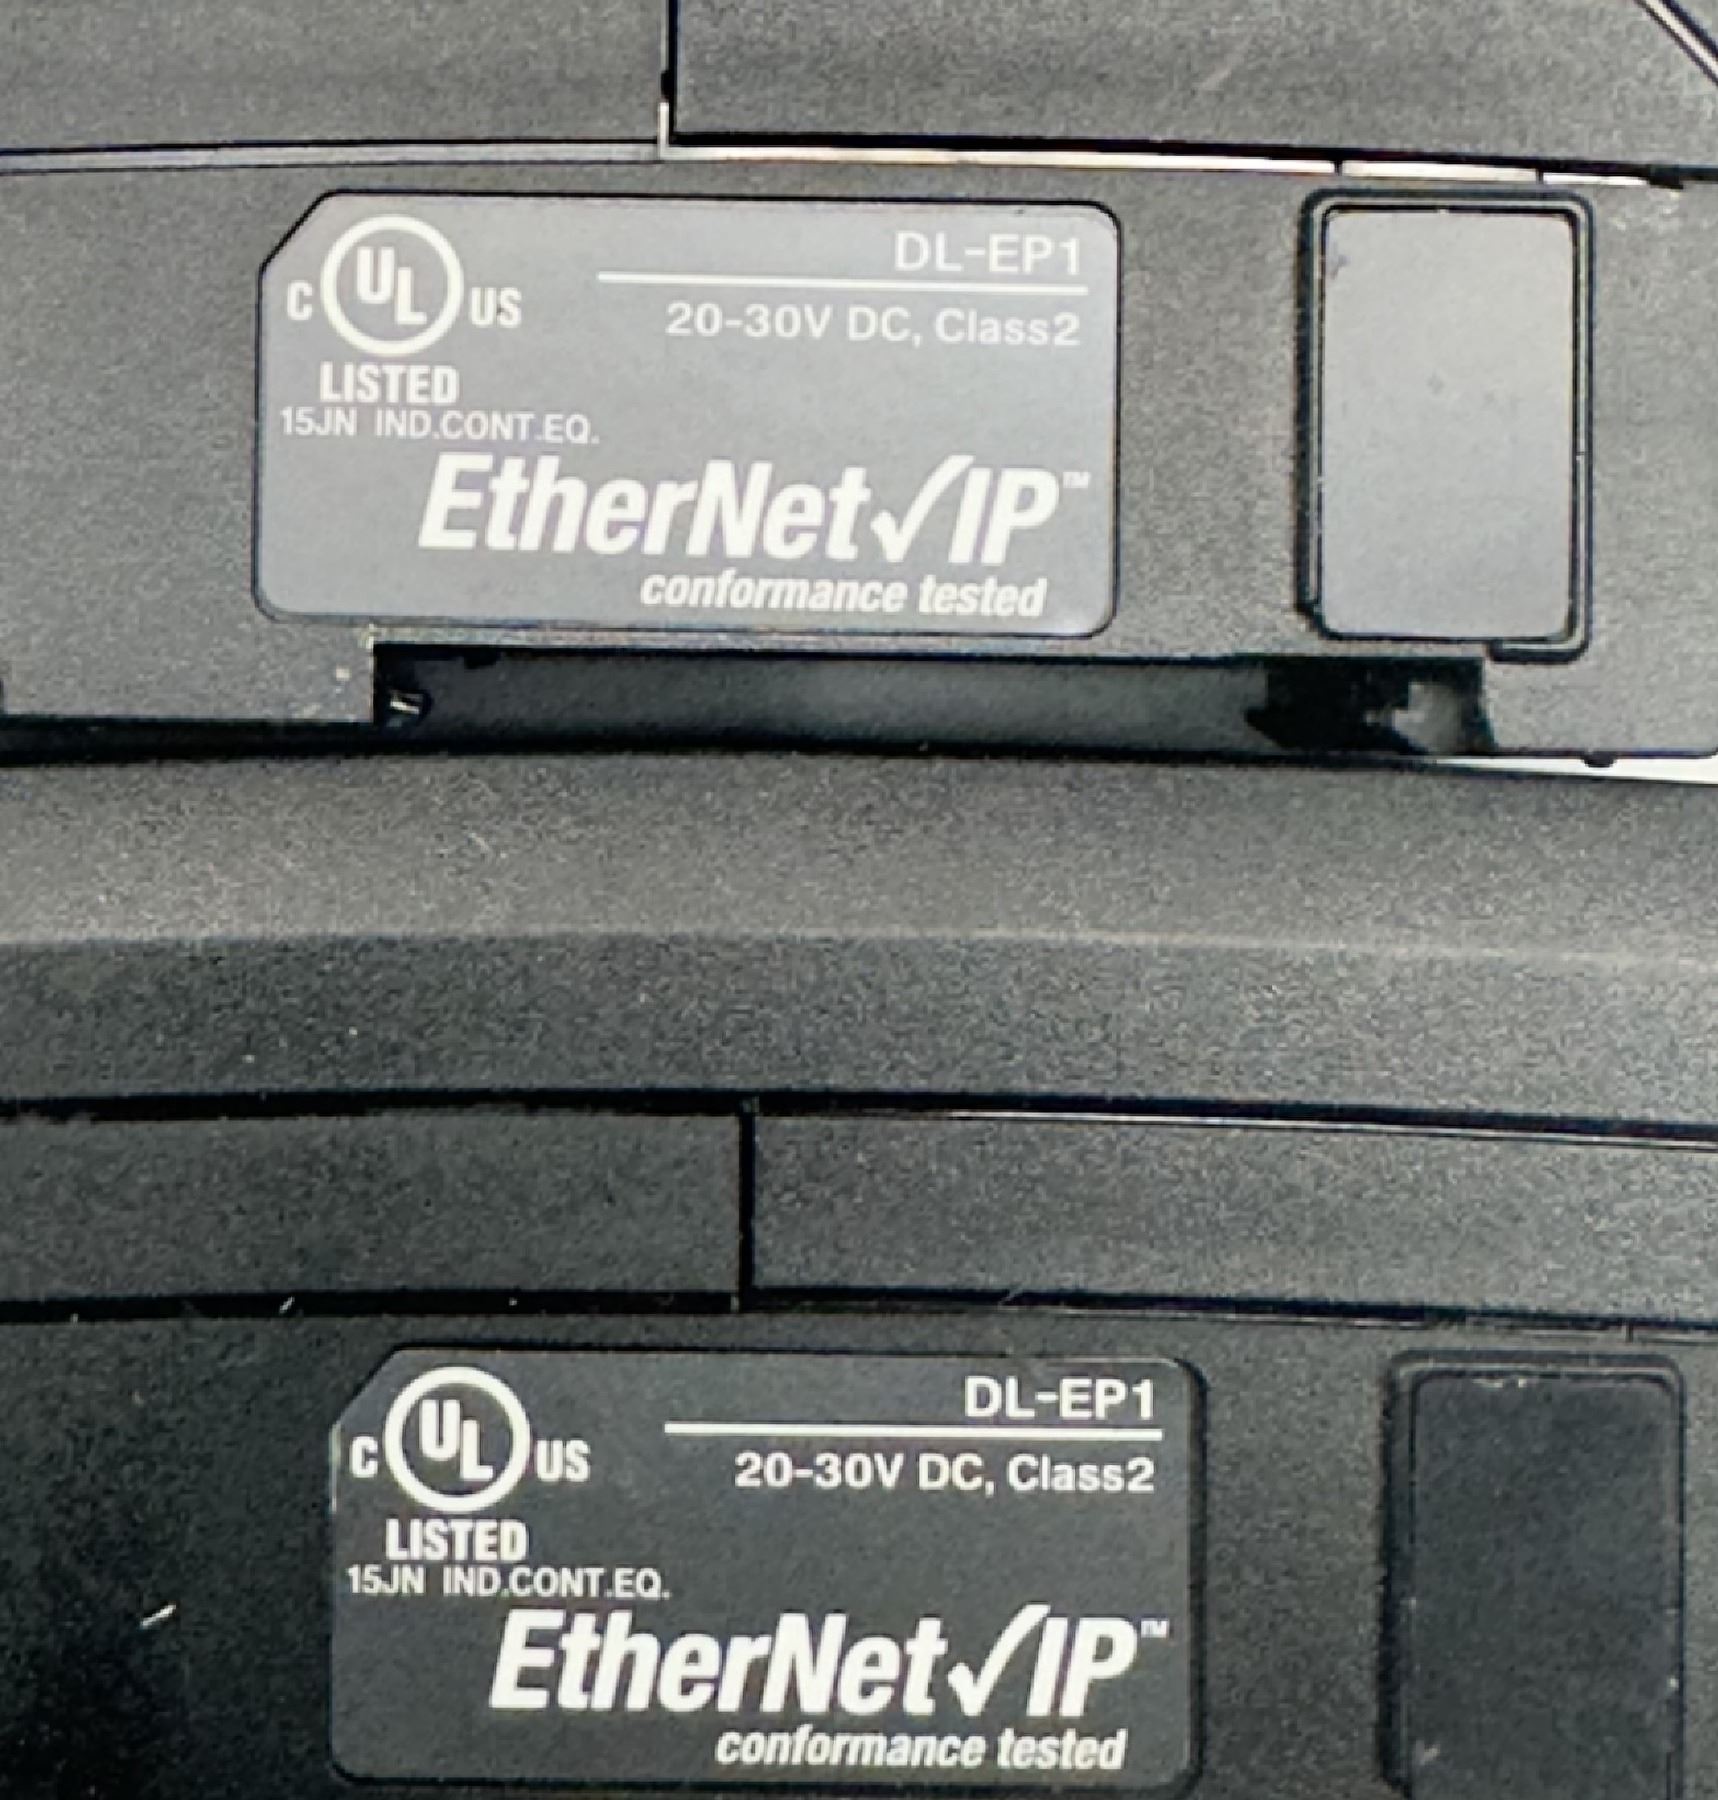 DL-EP1
C UL US
20-30V DC, Class2
LISTED
15JN IND.CONT.EQ.
EtherNet✓IP™
conformance tested
DL-EP1
C UL US
20-30V DC, Class2
LISTED
15JN IND.CONT.EQ.
EtherNet✓IP™
conformance tested